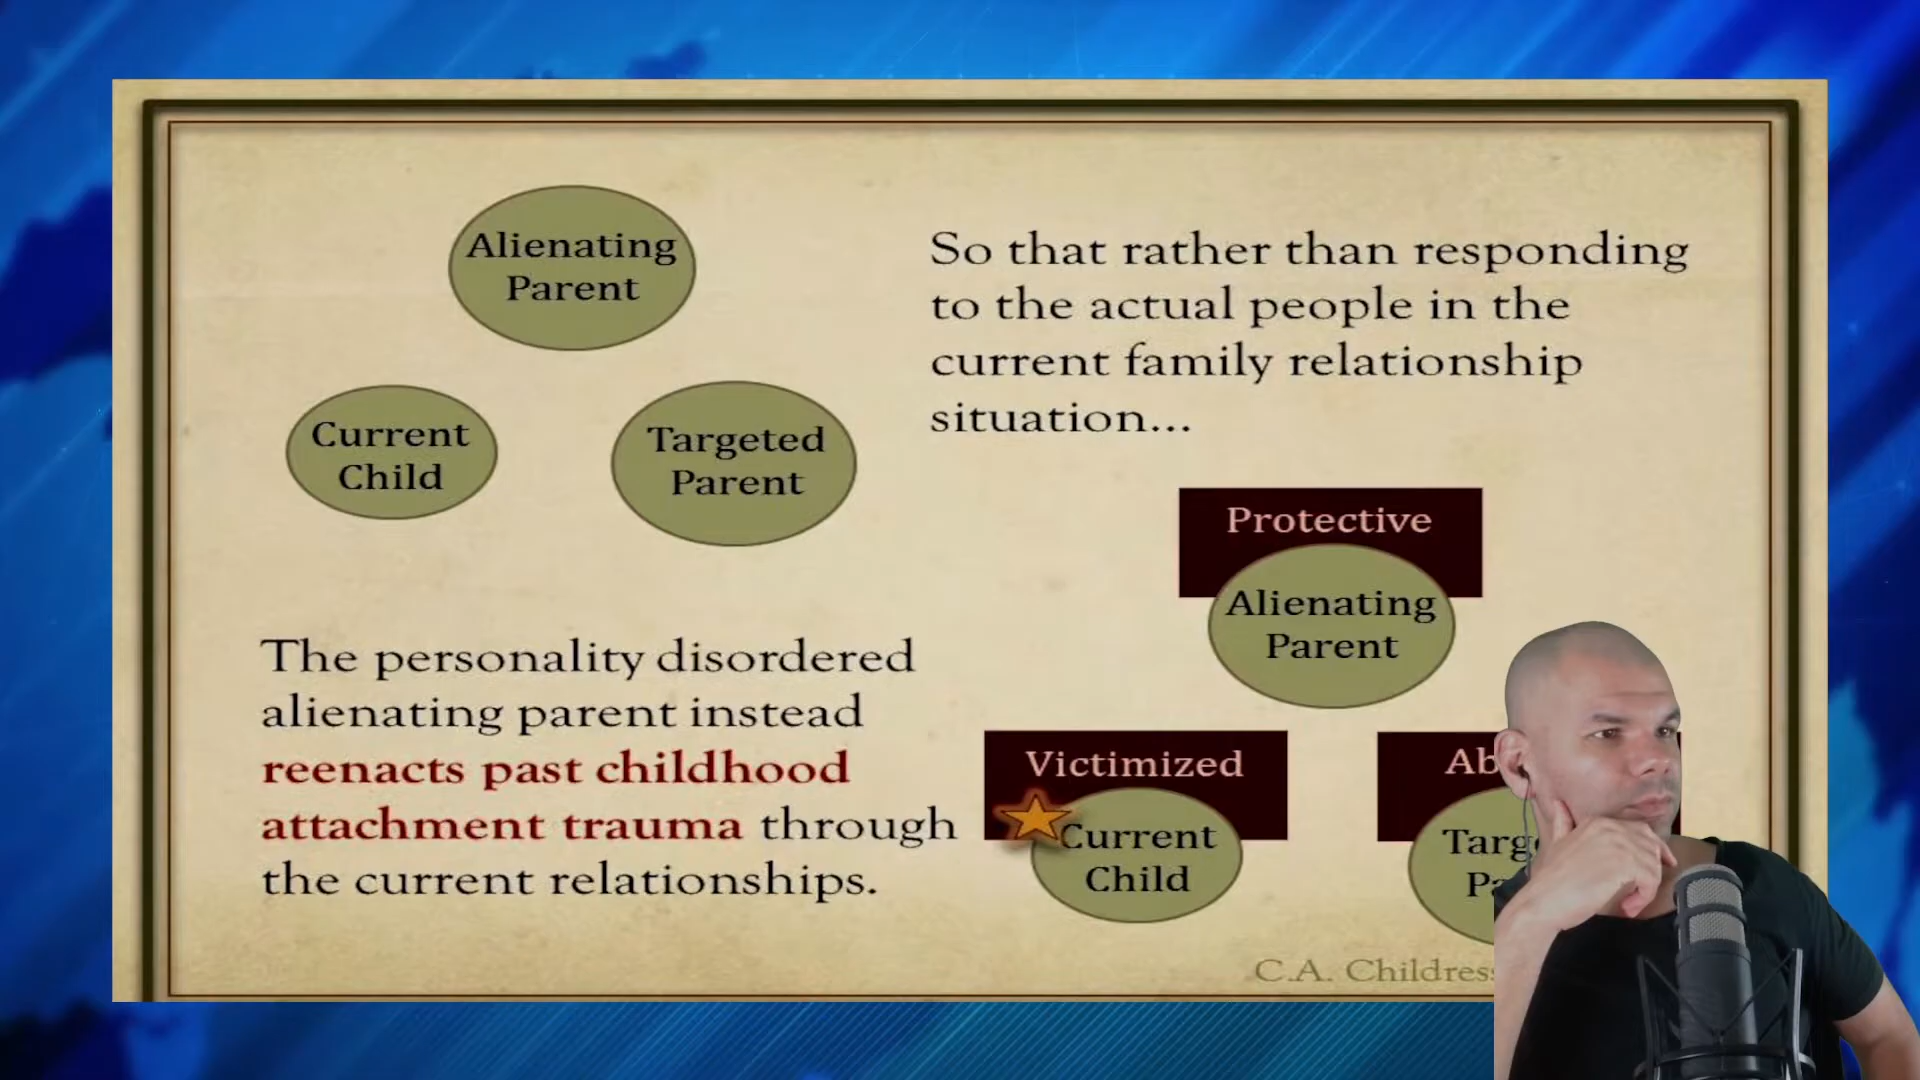 Alienating
Parent
Current
Child
Targeted
Parent
So that rather than responding
to the actual people in the
current family relationship
situation...
The personality disordered
alienating parent instead
reenacts past childhood
attachment trauma through
the current relationships.
Protective
Alienating
Parent
Victimized
Current
Child
C.A.